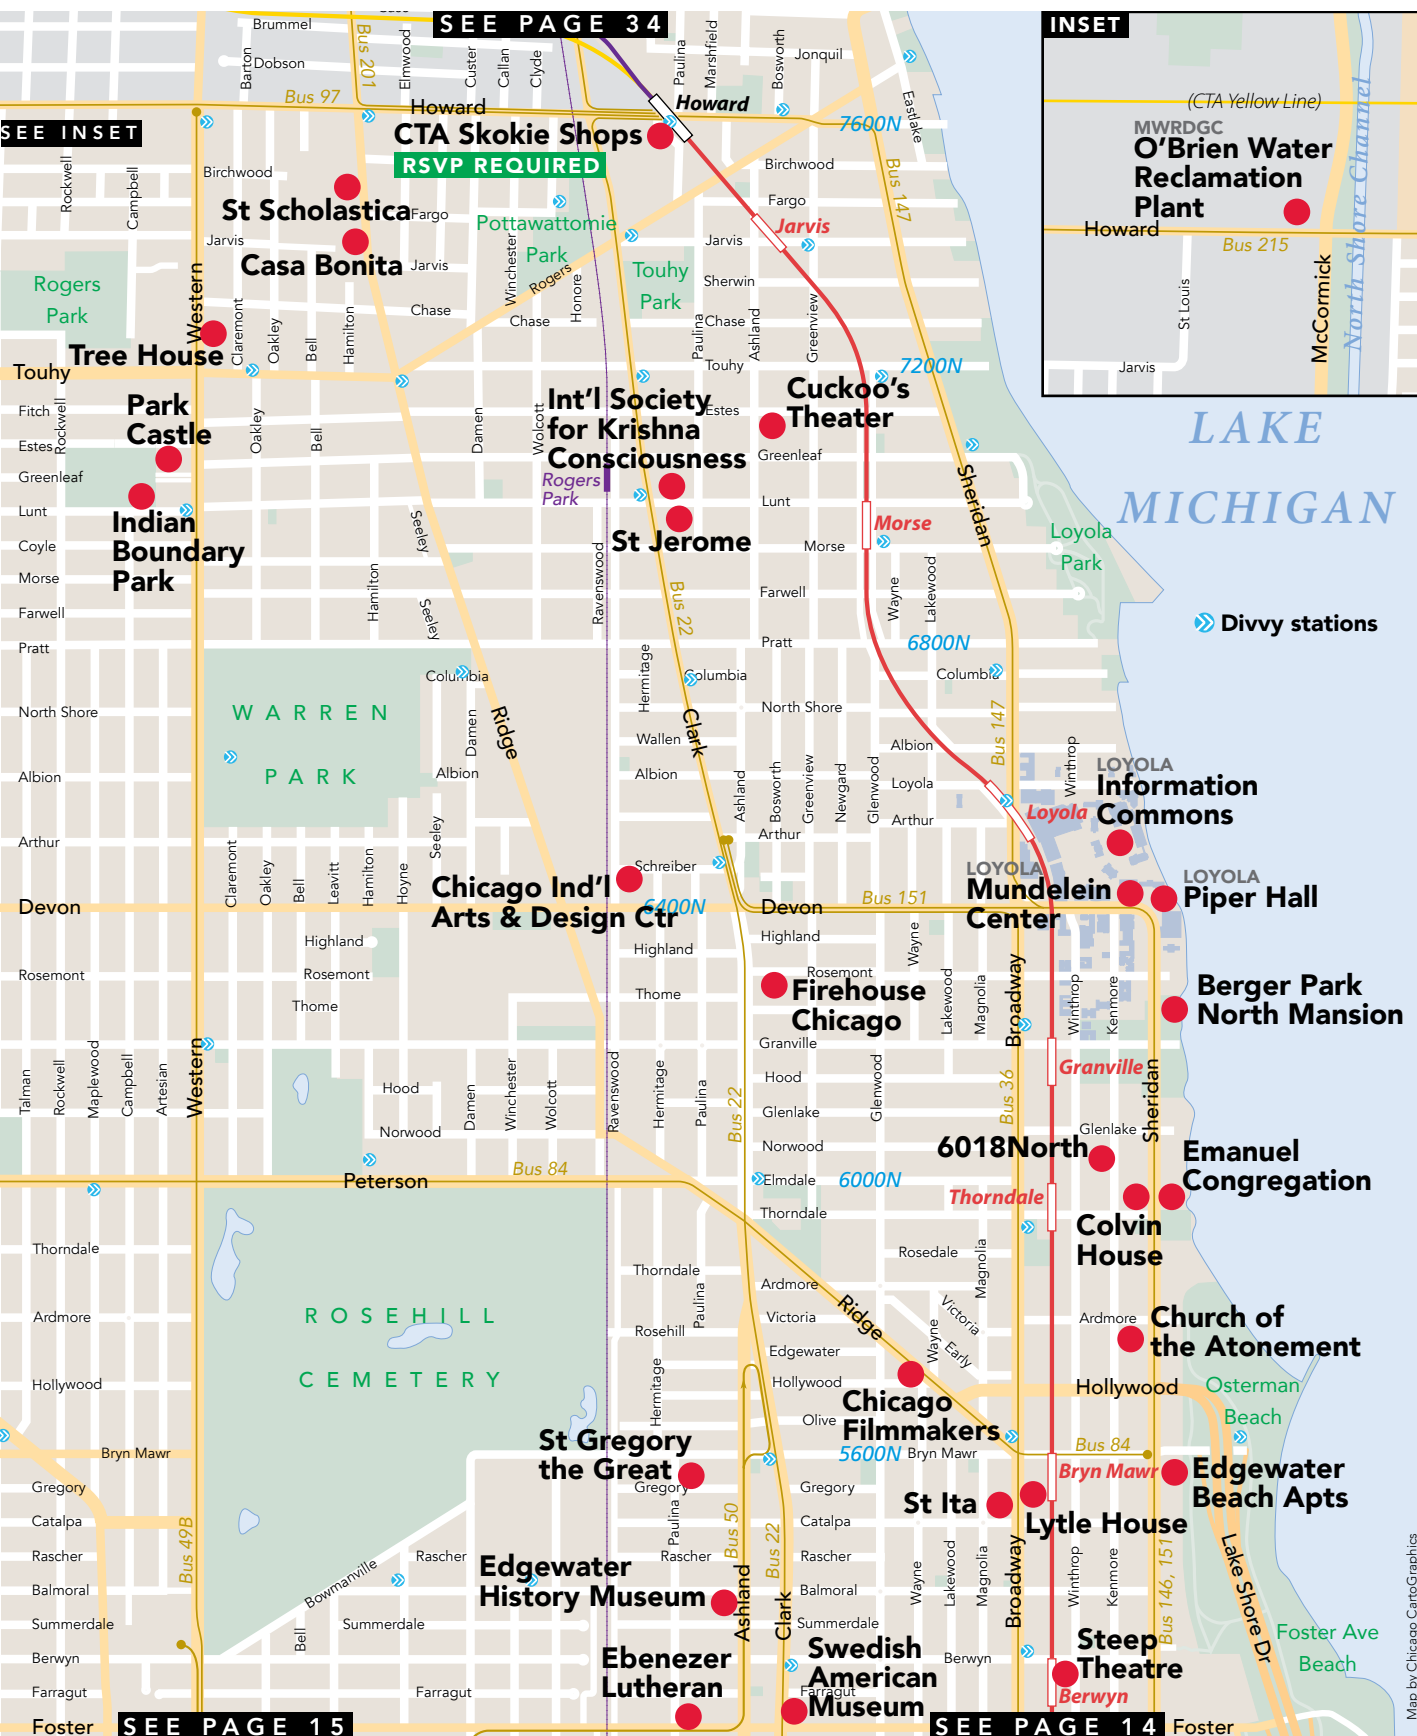 SEE PAGE 34
INSET
Brummel
Dobson
Barton
Bus 201
Elmwood
Custer
Callan
Clyde
Paulina
Marshfield
Bosworth
Jonquil
Eastlake
Bus 97
Howard
Howard
7600N
SEE INSET
CTA Skokie Shops
RSVP REQUIRED
(CTA Yellow Line)
MWRDGC
O'Brien Water
Reclamation
Plant
Howard
Bus 215
North Shore Channel
McCormick
St Louis
Jarvis
Rockwell
Campbell
Birchwood
St Scholastica
Fargo
Jarvis
Casa Bonita
Jarvis
Pottawattomie
Park
Winchester
Rogers
Honore
Birchwood
Fargo
Bus 147
Jarvis
Jarvis
Touhy
Park
Sherwin
Rogers
Park
Western
Claremont
Oakley
Bell
Hamilton
Chase
Chase
Paulina
Chase
Ashland
Greenview
Tree House
Touhy
Touhy
7200N
Fitch
Rockwell
Park
Castle
Oakley
Bell
Damen
Wolcott
Int'l Society
for Krishna
Consciousness
Estes
Cuckoo's
Theater
LAKE
MICHIGAN
Estes
Greenleaf
Greenleaf
Rogers
Park
Sheridan
Lunt
Indian
Boundary
Park
Lunt
Seeley
St Jerome
Morse
Morse
Loyola
Park
Coyle
Morse
Hamilton
Seeley
Ravenswood
Bus 22
Farwell
Wayne
Lakewood
Farwell
Divvy stations
Pratt
Pratt
6800N
Columbia
Hermitage
Columbia
Columbia
WARREN
PARK
North Shore
Damen
Ridge
Clark
North Shore
Bus 147
Wallen
Albion
Winthrop
Albion
Albion
Albion
Ashland
Bosworth
Greenview
Newgard
Glenwood
Loyola
LOYOLA
Information
Commons
Arthur
Seeley
Arthur
Arthur
Loyola
Claremont
Oakley
Bell
Leavitt
Hamilton
Hoyne
Schreiber
Chicago Ind'l
Arts & Design Ctr
6400N
LOYOLA
Mundelein
Center
LOYOLA
Piper Hall
Devon
Devon
Bus 151
Highland
Highland
Highland
Wayne
Rosemont
Rosemont
Rosemont
Firehouse
Chicago
Lakewood
Magnolia
Broadway
Winthrop
Kenmore
Berger Park
North Mansion
Thome
Thome
Granville
Talman
Rockwell
Maplewood
Campbell
Artesian
Western
Hood
Damen
Winchester
Wolcott
Ravenswood
Hermitage
Paulina
Bus 22
Hood
Glenwood
Bus 36
Granville
Sheridan
Norwood
Glenlake
Glenlake
Norwood
6018North
Emanuel
Congregation
Peterson
Bus 84
Elmdale
6000N
Thorndale
Thorndale
Colvin
House
Thorndale
Rosedale
Magnolia
Thorndale
Paulina
Ardmore
Ridge
Victoria
ROSEHILL
CEMETERY
Ardmore
Rosehill
Victoria
Wayne
Early
Ardmore
Church of
the Atonement
Edgewater
Hollywood
Hermitage
Hollywood
Hollywood
Osterman
Beach
Olive
Chicago
Filmmakers
Bryn Mawr
St Gregory
the Great
5600N
Bryn Mawr
Bus 84
Bryn Mawr
Edgewater
Beach Apts
Gregory
Gregory
Gregory
St Ita
Lytle House
Catalpa
Paulina
Catalpa
Bus 49B
Rascher
Rascher
Rascher
Bus 50
Bus 22
Rascher
Bowmanville
Edgewater
History Museum
Balmoral
Balmoral
Wayne
Lakewood
Magnolia
Broadway
Winthrop
Kenmore
Bus 146, 151
Lake Shore Dr
Summerdale
Bell
Summerdale
Ashland
Clark
Summerdale
Foster Ave
Beach
Berwyn
Ebenezer
Lutheran
Swedish
American
Museum
Berwyn
Steep
Theatre
Farragut
Farragut
Farragut
Berwyn
Foster
SEE PAGE 15
SEE PAGE 14
Foster
Map by Chicago CartoGraphics